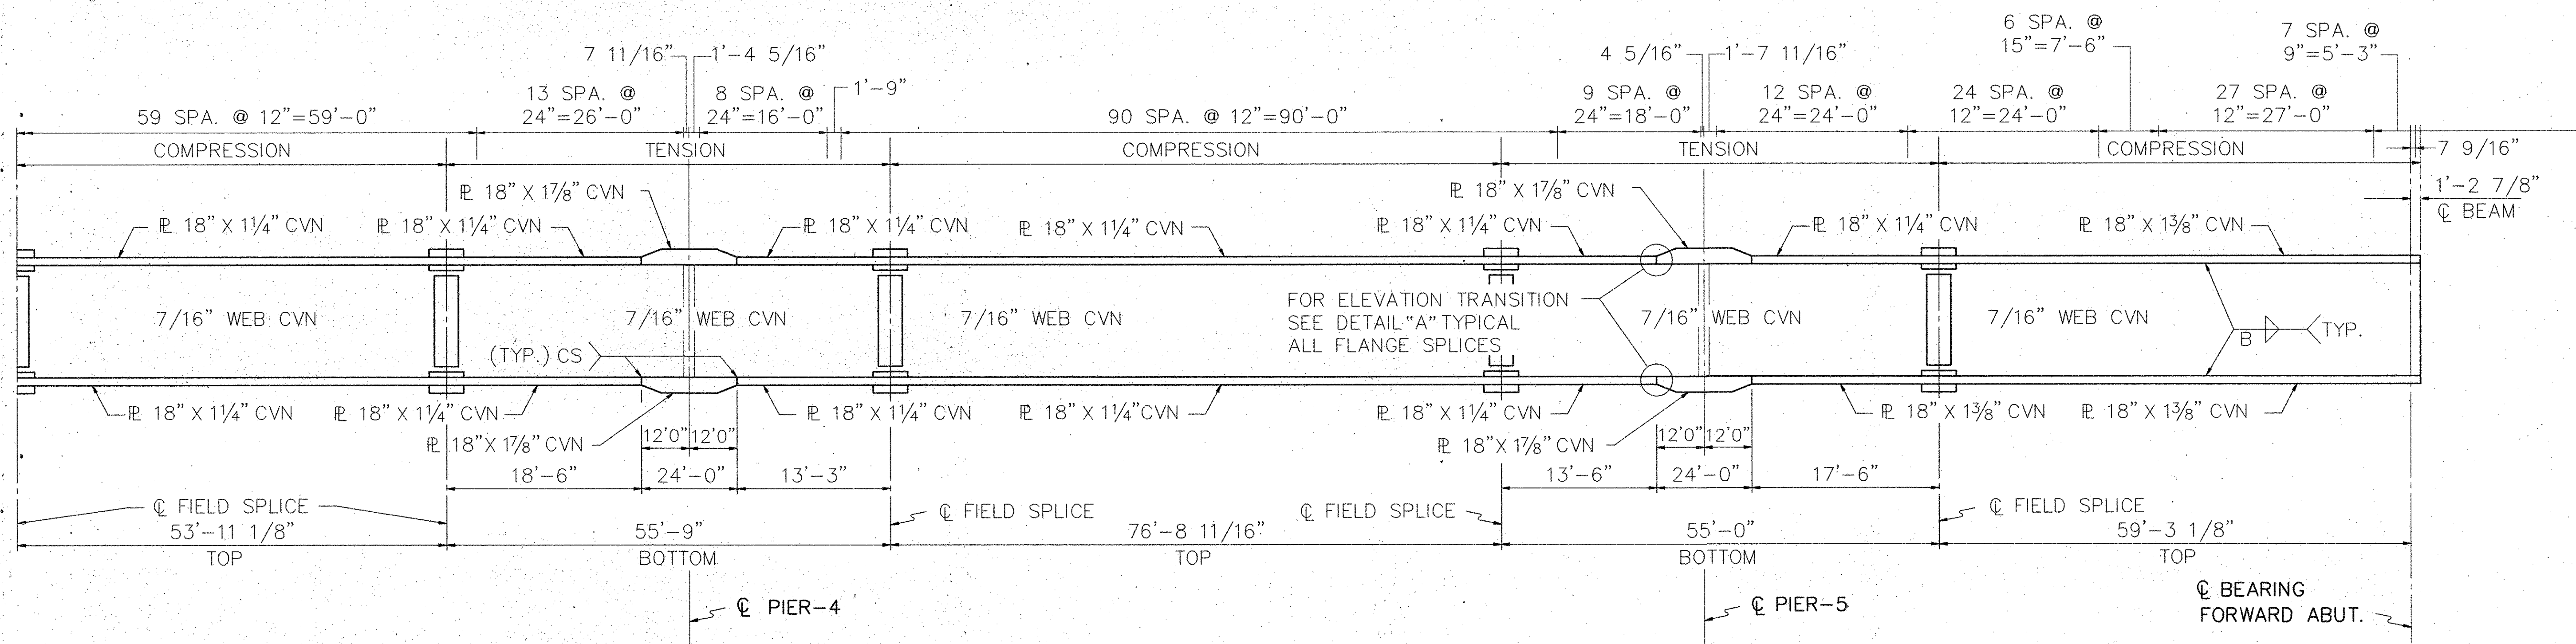 6 SPA. @
15"=7'-6"
7 SPA. @
9"=5'-3"
7 11/16"
1'-4 5/16"
4 5/16"
1'-7 11/16"
1'-9"
59 SPA. @ 12"=59'-0"
13 SPA. @
24"=26'-0"
8 SPA. @
24"=16'-0"
90 SPA. @ 12"=90'-0"
9 SPA. @
24"=18'-0"
12 SPA. @
24"=24'-0"
24 SPA. @
12"=24'-0"
27 SPA. @
12"=27'-0"
COMPRESSION
TENSION
COMPRESSION
TENSION
COMPRESSION
7 9/16"
1'-2 7/8"
℄ BEAM
⅊ 18" X 1⅞" CVN
⅊ 18" X 1⅞" CVN
⅊ 18" X 1¼" CVN
⅊ 18" X 1¼" CVN
⅊ 18" X 1¼" CVN
⅊ 18" X 1¼" CVN
⅊ 18" X 1¼" CVN
⅊ 18" X 1¼" CVN
⅊ 18" X 1⅜" CVN
7/16" WEB CVN
7/16" WEB CVN
7/16" WEB CVN
FOR ELEVATION TRANSITION
SEE DETAIL "A" TYPICAL
ALL FLANGE SPLICES
7/16" WEB CVN
7/16" WEB CVN
B
TYP.
(TYP.) CS
⅊ 18" X 1¼" CVN
⅊ 18" X 1¼" CVN
⅊ 18" X 1¼" CVN
⅊ 18" X 1¼" CVN
⅊ 18" X 1¼" CVN
⅊ 18" X 1⅜" CVN
⅊ 18" X 1⅜" CVN
⅊ 18" X 1⅞" CVN
12'0"
12'0"
⅊ 18" X 1⅞" CVN
12'0"
12'0"
18'-6"
24'-0"
13'-3"
13'-6"
24'-0"
17'-6"
℄ FIELD SPLICE
℄ FIELD SPLICE
℄ FIELD SPLICE
℄ FIELD SPLICE
53'-11 1/8"
55'-9"
76'-8 11/16"
55'-0"
59'-3 1/8"
TOP
BOTTOM
TOP
BOTTOM
TOP
℄ PIER-4
℄ PIER-5
℄ BEARING
FORWARD ABUT.